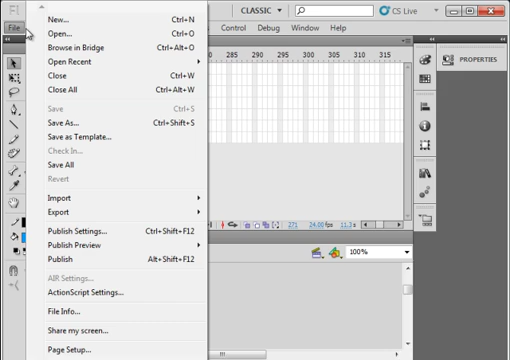 Fl
File
Control Debug Window Help
CLASSIC
CS Live
New... Ctrl+N
Open... Ctrl+O
Browse in Bridge Ctrl+Alt+O
Open Recent
Close Ctrl+W
Close All Ctrl+Alt+W
Save Ctrl+S
Save As... Ctrl+Shift+S
Save as Template...
Check In...
Save All
Revert
Import
Export
Publish Settings... Ctrl+Shift+F12
Publish Preview
Publish Alt+Shift+F12
AIR Settings...
ActionScript Settings...
File Info...
Share my screen...
Page Setup...
285 290 295 300 305 310 315
271 24.00 fps 11.3 s
100%
PROPERTIES